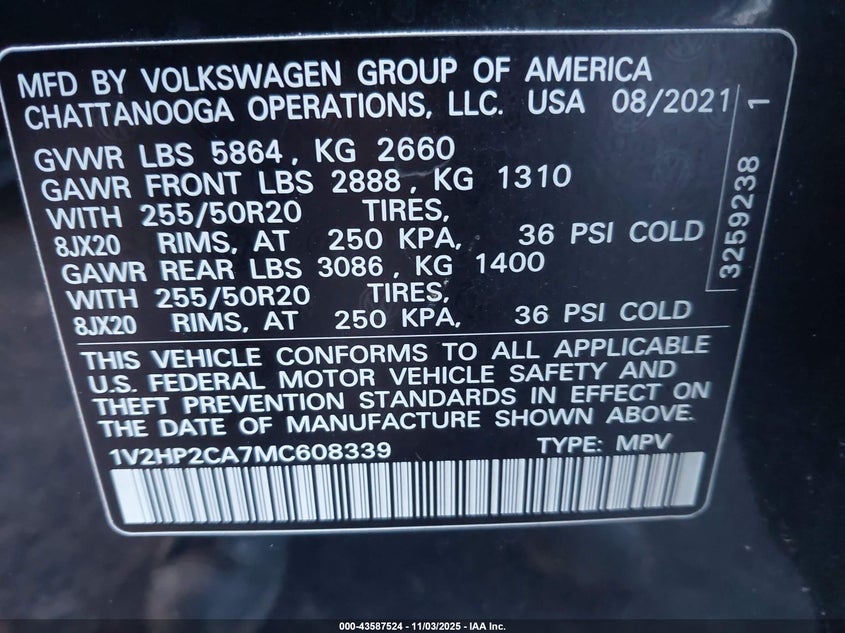 MFD BY VOLKSWAGEN GROUP OF AMERICA
CHATTANOOGA OPERATIONS, LLC. USA 08/2021
GVWR LBS 5864, KG 2660
GAWR FRONT LBS 2888, KG 1310
WITH 255/50R20 TIRES,
8JX20 RIMS, AT 250 KPA, 36 PSI COLD
GAWR REAR LBS 3086, KG 1400
WITH 255/50R20 TIRES,
8JX20 RIMS, AT 250 KPA, 36 PSI COLD
3259238 1
THIS VEHICLE CONFORMS TO ALL APPLICABLE
U.S. FEDERAL MOTOR VEHICLE SAFETY AND
THEFT PREVENTION STANDARDS IN EFFECT ON
THE DATE OF MANUFACTURE SHOWN ABOVE.
1V2HP2CA7MC608339 TYPE: MPV
000-43587524 - 11/03/2025 - IAA Inc.